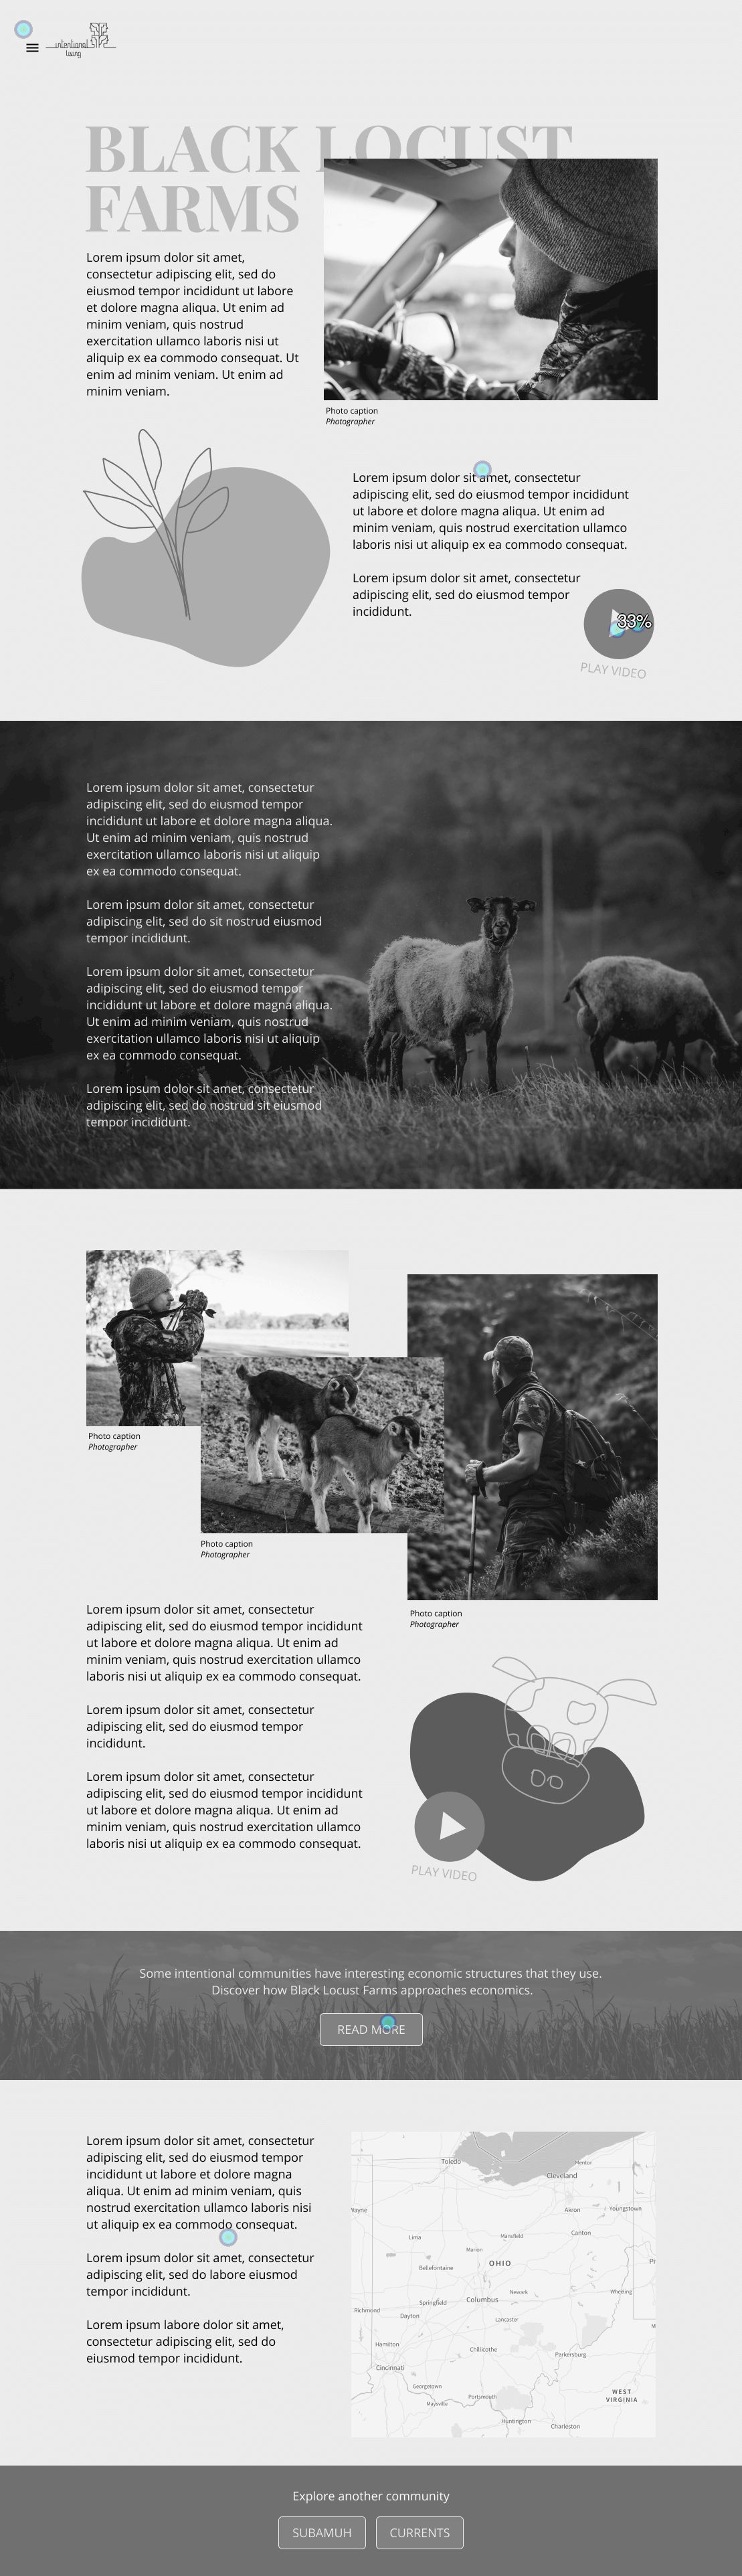 intentional
living
BLACK LOCUST
FARMS
Lorem ipsum dolor sit amet,
consectetur adipiscing elit, sed do
eiusmod tempor incididunt ut labore
et dolore magna aliqua. Ut enim ad
minim veniam, quis nostrud
exercitation ullamco laboris nisi ut
aliquip ex ea commodo consequat. Ut
enim ad minim veniam. Ut enim ad
minim veniam.
Photo caption
Photographer
Lorem ipsum dolor sit amet, consectetur
adipiscing elit, sed do eiusmod tempor incididunt
ut labore et dolore magna aliqua. Ut enim ad
minim veniam, quis nostrud exercitation ullamco
laboris nisi ut aliquip ex ea commodo consequat.
Lorem ipsum dolor sit amet, consectetur
adipiscing elit, sed do eiusmod tempor
incididunt.
33%
PLAY VIDEO
Lorem ipsum dolor sit amet, consectetur
adipiscing elit, sed do eiusmod tempor
incididunt ut labore et dolore magna aliqua.
Ut enim ad minim veniam, quis nostrud
exercitation ullamco laboris nisi ut aliquip
ex ea commodo consequat.
Lorem ipsum dolor sit amet, consectetur
adipiscing elit, sed do sit nostrud eiusmod
tempor incididunt.
Lorem ipsum dolor sit amet, consectetur
adipiscing elit, sed do eiusmod tempor
incididunt ut labore et dolore magna aliqua.
Ut enim ad minim veniam, quis nostrud
exercitation ullamco laboris nisi ut aliquip
ex ea commodo consequat.
Lorem ipsum dolor sit amet, consectetur
adipiscing elit, sed do nostrud sit eiusmod
tempor incididunt.
Photo caption
Photographer
Photo caption
Photographer
Photo caption
Photographer
Lorem ipsum dolor sit amet, consectetur
adipiscing elit, sed do eiusmod tempor incididunt
ut labore et dolore magna aliqua. Ut enim ad
minim veniam, quis nostrud exercitation ullamco
laboris nisi ut aliquip ex ea commodo consequat.
Lorem ipsum dolor sit amet, consectetur
adipiscing elit, sed do eiusmod tempor
incididunt.
Lorem ipsum dolor sit amet, consectetur
adipiscing elit, sed do eiusmod tempor incididunt
ut labore et dolore magna aliqua. Ut enim ad
minim veniam, quis nostrud exercitation ullamco
laboris nisi ut aliquip ex ea commodo consequat.
PLAY VIDEO
Some intentional communities have interesting economic structures that they use.
Discover how Black Locust Farms approaches economics.
READ MORE
Lorem ipsum dolor sit amet, consectetur
adipiscing elit, sed do eiusmod tempor
incididunt ut labore et dolore magna
aliqua. Ut enim ad minim veniam, quis
nostrud exercitation ullamco laboris nisi
ut aliquip ex ea commodo consequat.
Lorem ipsum dolor sit amet, consectetur
adipiscing elit, sed do labore eiusmod
tempor incididunt.
Lorem ipsum labore dolor sit amet,
consectetur adipiscing elit, sed do
eiusmod tempor incididunt.
Toledo
Mentor
Cleveland
Wayne
Akron
Youngstown
Lima
Mansfield
Canton
Marion
OHIO
Pi
Bellefontaine
Newark
Wheeling
Springfield
Columbus
Richmond
Dayton
Lancaster
M
Hamilton
Chillicothe
Parkersburg
Cincinnati
Georgetown
WEST
VIRGINIA
Portsmouth
Maysville
Huntington
Charleston
Explore another community
SUBAMUH
CURRENTS